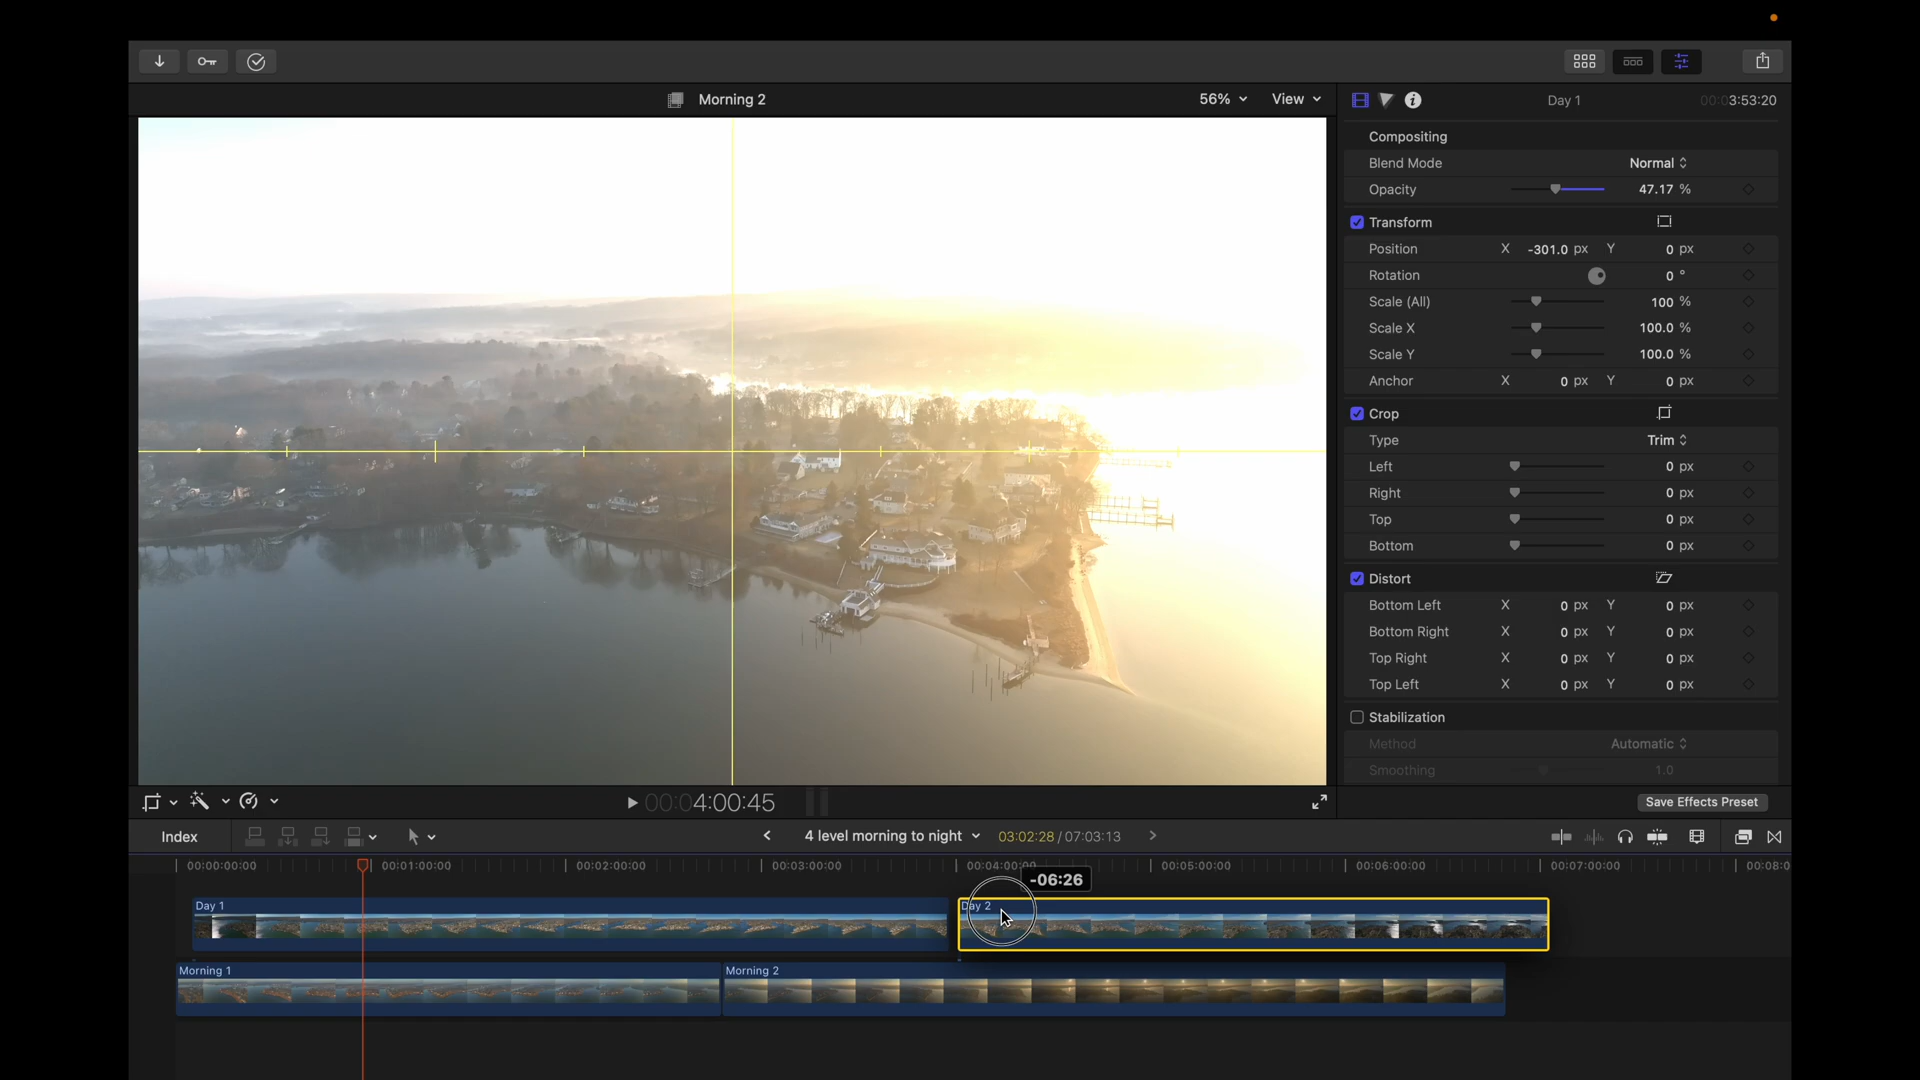 Morning 2
56%
View
Day 1
00:03:53:20
Compositing
Blend Mode
Normal
Opacity
47.17 %
Transform
Position X -301.0 px Y 0 px
Rotation 0 °
Scale (All) 100 %
Scale X 100.0 %
Scale Y 100.0 %
Anchor X 0 px Y 0 px
Crop
Type Trim
Left 0 px
Right 0 px
Top 0 px
Bottom 0 px
Distort
Bottom Left X 0 px Y 0 px
Bottom Right X 0 px Y 0 px
Top Right X 0 px Y 0 px
Top Left X 0 px Y 0 px
Stabilization
Method Automatic
Smoothing 1.0
00:04:00:45
Save Effects Preset
Index
4 level morning to night
03:02:28 / 07:03:13
00:00:00:00
00:01:00:00
00:02:00:00
00:03:00:00
00:04:00:00
00:05:00:00
00:06:00:00
00:07:00:00
00:08:0
-06:26
Day 1
Day 2
Morning 1
Morning 2